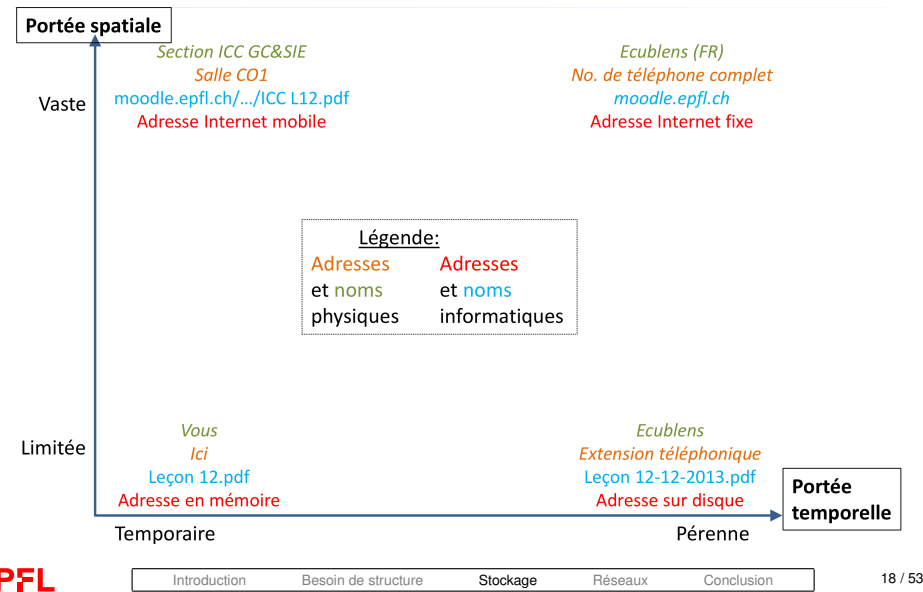 Portée spatiale
Section ICC GC&SIE
Salle CO1
moodle.epfl.ch/.../ICC L12.pdf
Adresse Internet mobile
Ecublens (FR)
No. de téléphone complet
moodle.epfl.ch
Adresse Internet fixe
Vaste
Légende:
Adresses Adresses
et noms et noms
physiques informatiques
Limitée
Vous
Ici
Leçon 12.pdf
Adresse en mémoire
Ecublens
Extension téléphonique
Leçon 12-12-2013.pdf
Adresse sur disque
Portée
temporelle
Temporaire
Pérenne
PFL
Introduction Besoin de structure Stockage Réseaux Conclusion
18 / 53